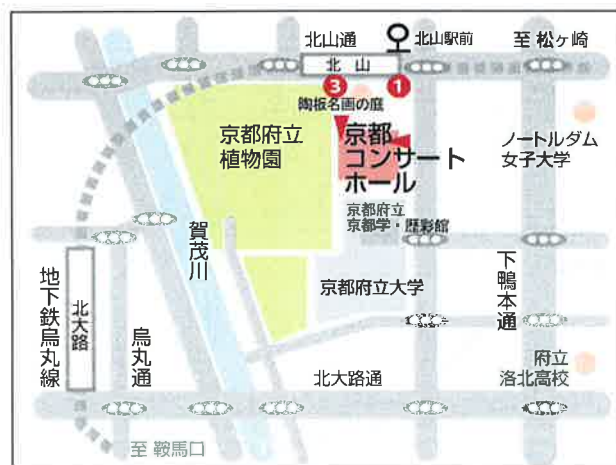 北山通
北山駅前
至 松ヶ崎
北 山
3
1
陶板名画の庭
京都府立
植物園
京都
コンサート
ホール
ノートルダム
女子大学
京都府立
京都学・歴彩館
賀茂川
下鴨本通
京都府立大学
地下鉄烏丸線
北大路
烏丸通
府立
洛北高校
北大路通
至 鞍馬口